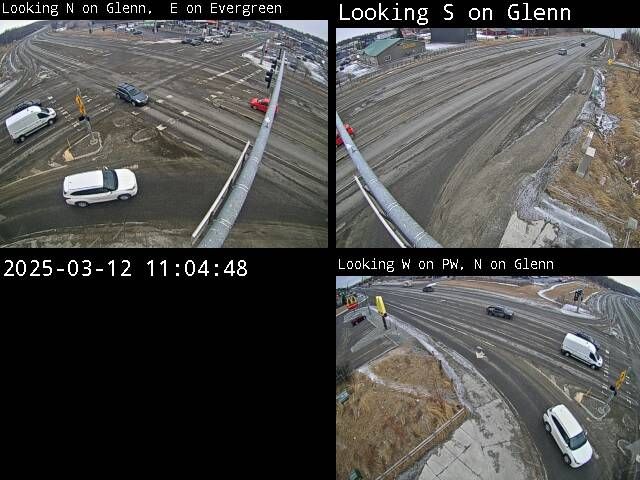 Looking N on Glenn,  E on Evergreen
Looking S on Glenn
2025-03-12 11:04:48
Looking W on PW, N on Glenn